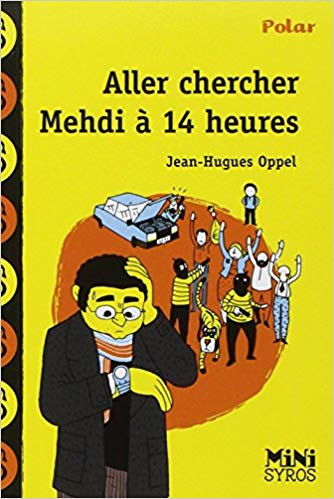 Polar
Aller chercher
Mehdi à 14 heures
Jean-Hugues Oppel
MiNi
SYROS